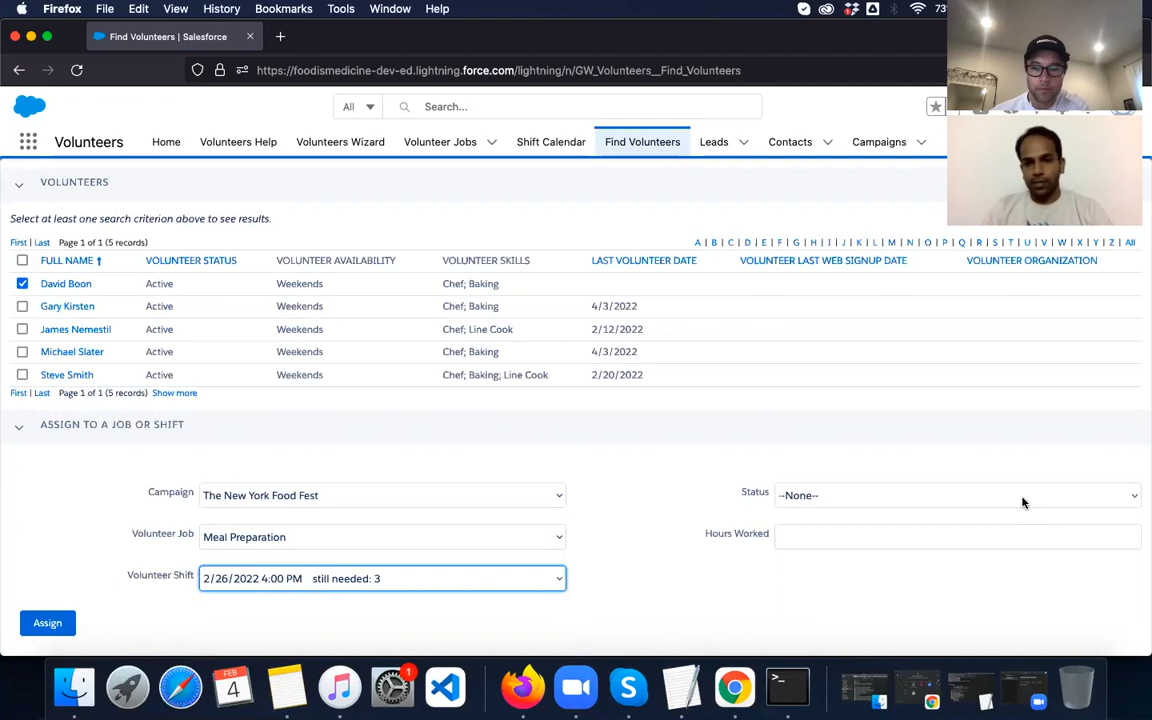 Firefox File Edit View History Bookmarks Tools Window Help 73
Find Volunteers | Salesforce
https://foodismedicine-dev-ed.lightning.force.com/lightning/n/GW_Volunteers__Find_Volunteers
All Search...
Volunteers Home Volunteers Help Volunteers Wizard Volunteer Jobs Shift Calendar Find Volunteers Leads Contacts Campaigns
VOLUNTEERS
Select at least one search criterion above to see results.
First | Last Page 1 of 1 (5 records) A | B | C | D | E | F | G | H | I | J | K | L | M | N | O | P | Q | R | S | T | U | V | W | X | Y | Z | All
FULL NAME VOLUNTEER STATUS VOLUNTEER AVAILABILITY VOLUNTEER SKILLS LAST VOLUNTEER DATE VOLUNTEER LAST WEB SIGNUP DATE VOLUNTEER ORGANIZATION
David Boon Active Weekends Chef; Baking
Gary Kirsten Active Weekends Chef; Baking 4/3/2022
James Nemestil Active Weekends Chef; Line Cook 2/12/2022
Michael Slater Active Weekends Chef; Baking 4/3/2022
Steve Smith Active Weekends Chef; Baking; Line Cook 2/20/2022
First | Last Page 1 of 1 (5 records) Show more
ASSIGN TO A JOB OR SHIFT
Campaign The New York Food Fest Status --None--
Volunteer Job Meal Preparation Hours Worked
Volunteer Shift 2/26/2022 4:00 PM still needed: 3
Assign
FEB
4 1